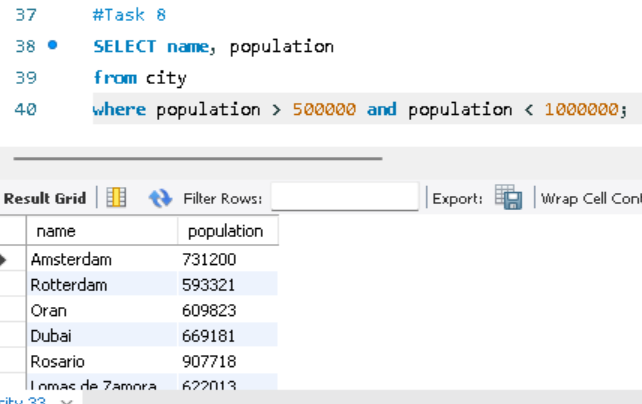 37 #Task 8
38 SELECT name, population
39 from city
40 where population > 500000 and population < 1000000;
Result Grid Filter Rows: Export: Wrap Cell Cont
name population
Amsterdam 731200
Rotterdam 593321
Oran 609823
Dubai 669181
Rosario 907718
Lomas de Zamora 622013
city 33